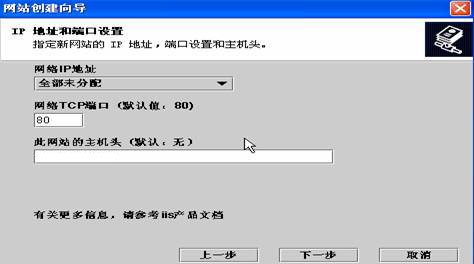 网站创建向导
IP 地址和端口设置
指定新网站的 IP 地址，端口设置和主机头。
网络IP地址
全部未分配
网络TCP端口（默认值：80）
80
此网站的主机头（默认：无）
有关更多信息，请参考iis产品文档
上一步 下一步 取消